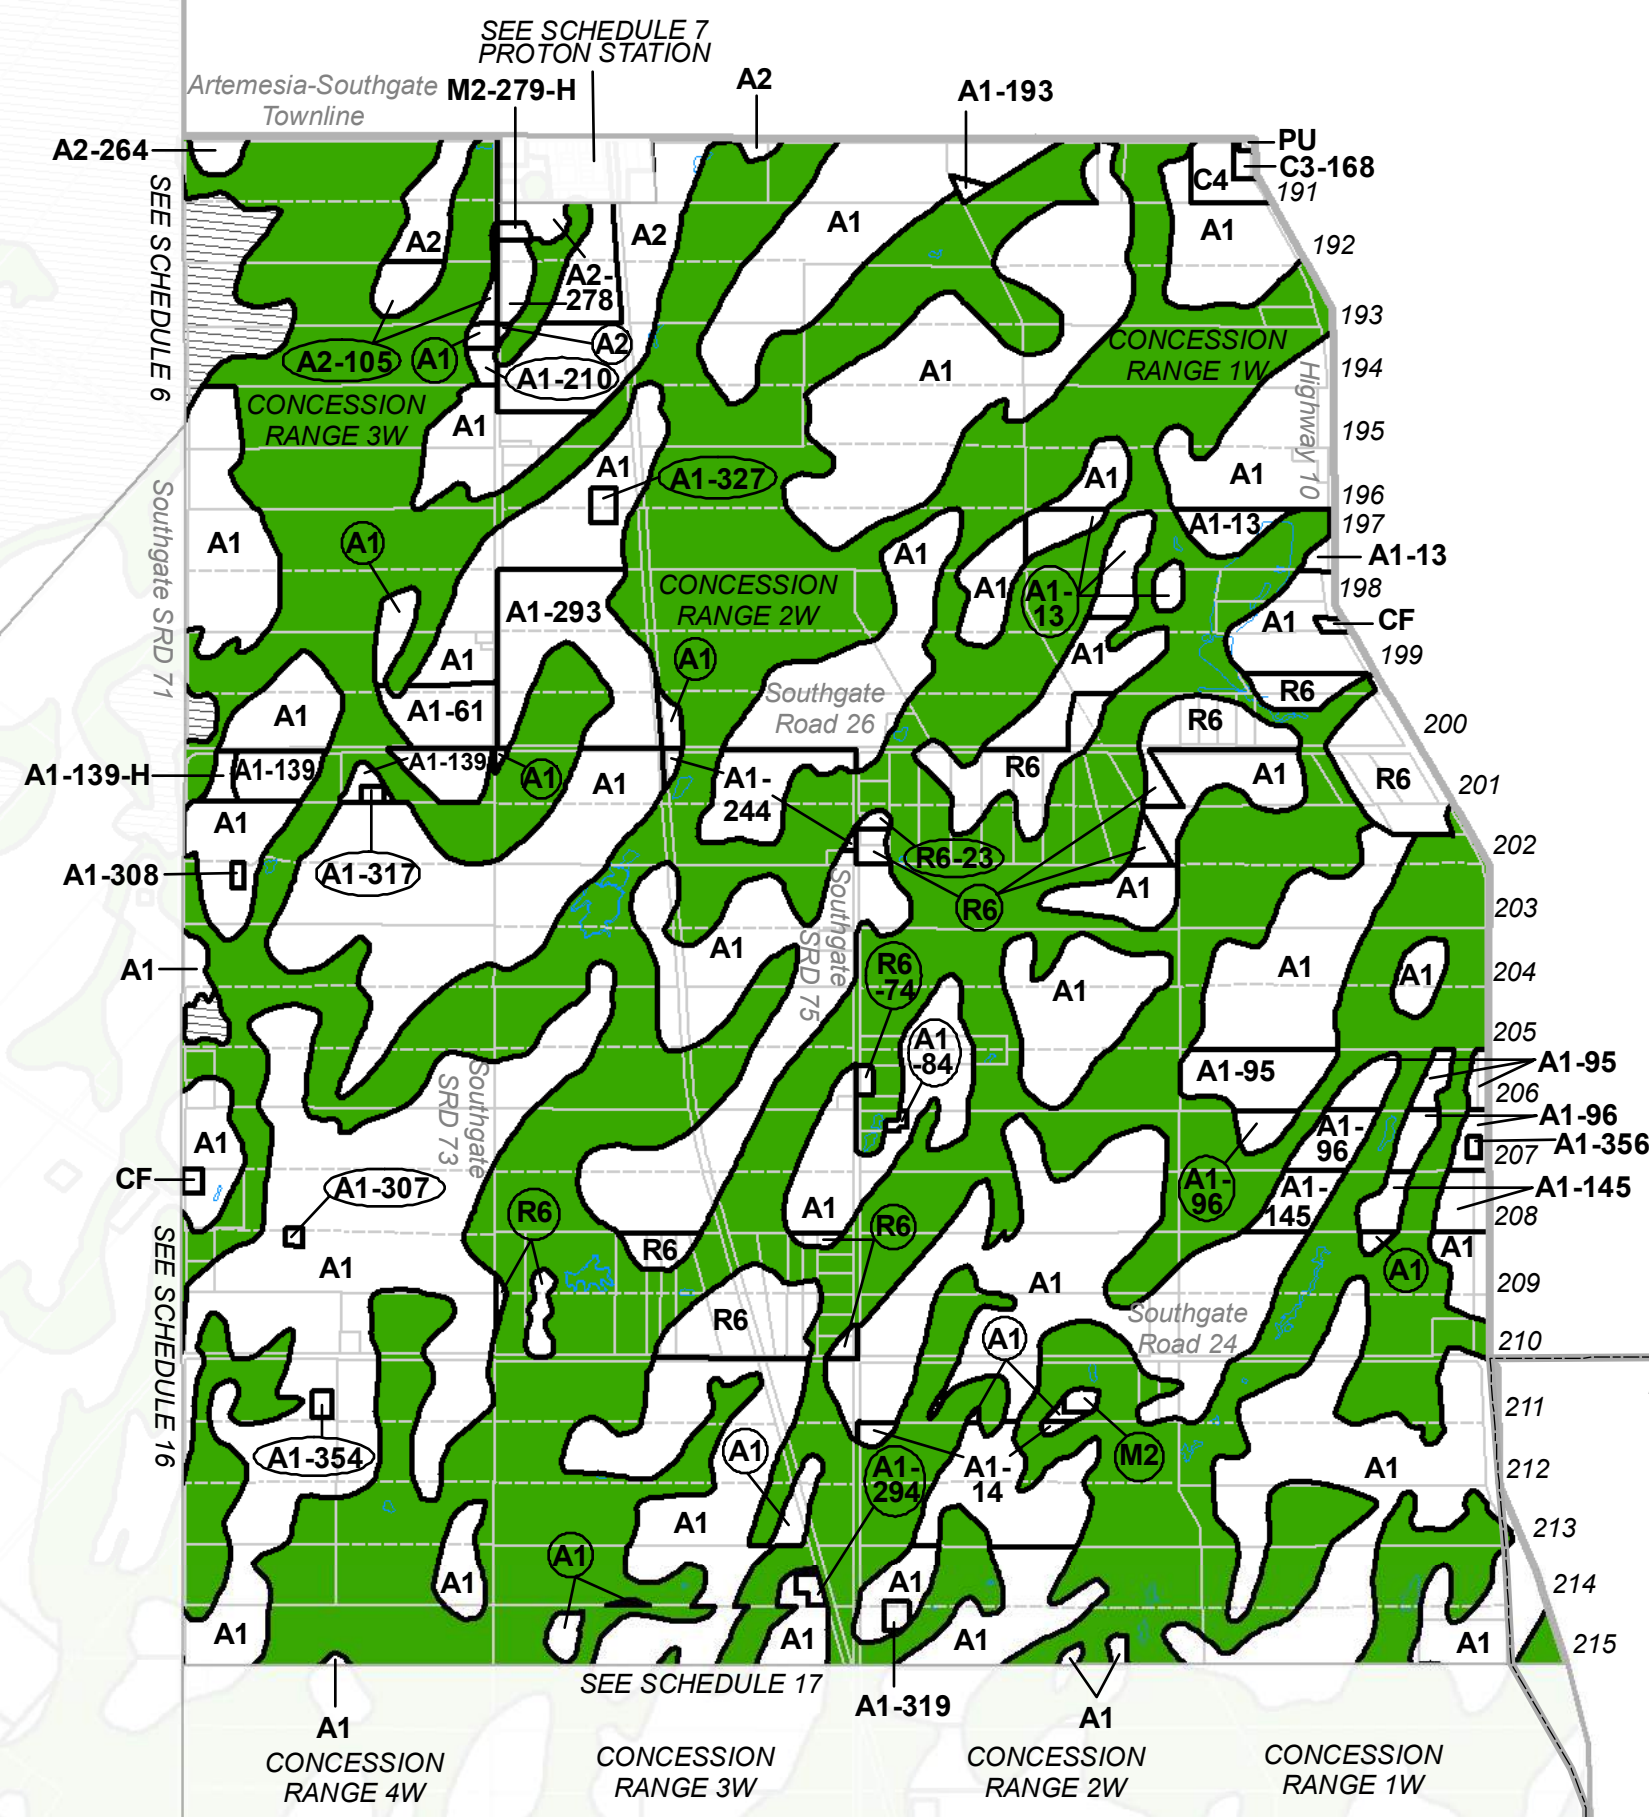 SEE SCHEDULE 7
PROTON STATION
Artemesia-Southgate
Townline
M2-279-H
A2
A1-193
PU
C3-168
A2-264
C4
191
SEE SCHEDULE 6
A2
A2
A1
A1
192
A2-
278
193
A2-105
A1
A2
A1-210
A1
CONCESSION
RANGE 1W
194
Highway 10
CONCESSION
RANGE 3W
A1
195
A1
A1-327
A1
A1
196
Southgate SRD 71
A1
A1
A1
A1-13
197
A1-13
A1-293
CONCESSION
RANGE 2W
A1
A1-
13
198
A1
CF
A1
A1
A1
199
Southgate
Road 26
R6
A1
A1-61
R6
200
A1-139-H
A1-139
A1-139
A1
A1
A1-
244
R6
A1
R6
201
A1
202
A1-308
A1-317
R6-23
A1
R6
203
Southgate
SRD 75
A1
A1
R6
-74
A1
A1
A1
204
A1
-84
205
Southgate
SRD 73
A1-95
A1-95
206
A1-96
A1
A1-
96
A1-356
207
CF
A1-307
A1-
96
A1-
145
A1-145
208
R6
A1
R6
R6
A1
SEE SCHEDULE 16
A1
A1
A1
209
R6
Southgate
Road 24
A1
210
211
A1-354
A1
A1-
294
A1-
14
M2
A1
212
A1
213
A1
A1
A1
214
A1
A1
A1
A1
215
SEE SCHEDULE 17
A1-319
A1
A1
CONCESSION
RANGE 4W
CONCESSION
RANGE 3W
CONCESSION
RANGE 2W
CONCESSION
RANGE 1W